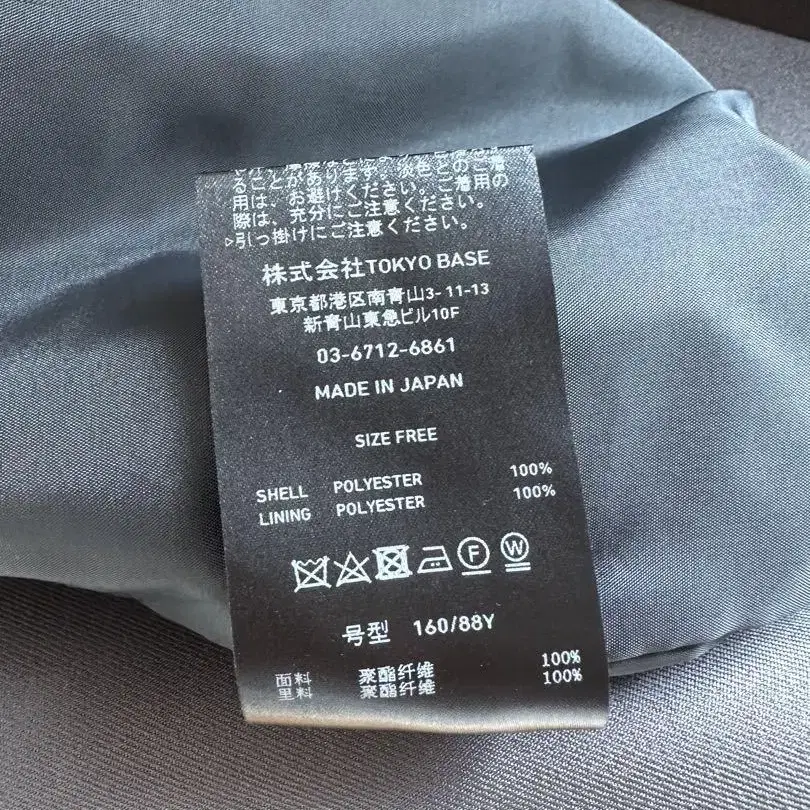 ることがあります。淡色とのご着
用は、お避けください。ご着用の
際は、充分にご注意ください。
▷引っ掛けにご注意ください。
株式会社TOKYO BASE
東京都港区南青山3-11-13
新青山東急ビル10F
03-6712-6861
MADE IN JAPAN
SIZE FREE
SHELL POLYESTER 100%
LINING POLYESTER 100%
F W
号型 160/88Y
面料 聚酯纤维 100%
里料 聚酯纤维 100%